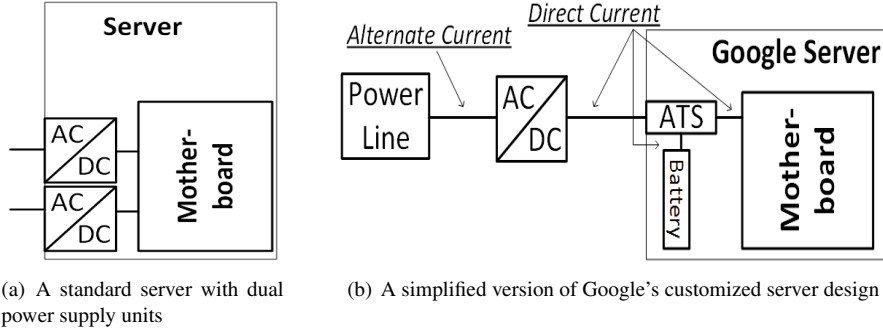 Server
AC
DC
AC
DC
Mother-
board
Alternate Current
Direct Current
Google Server
Power
Line
AC
DC
ATS
Battery
Mother-
board
(a) A standard server with dual
power supply units
(b) A simplified version of Google's customized server design